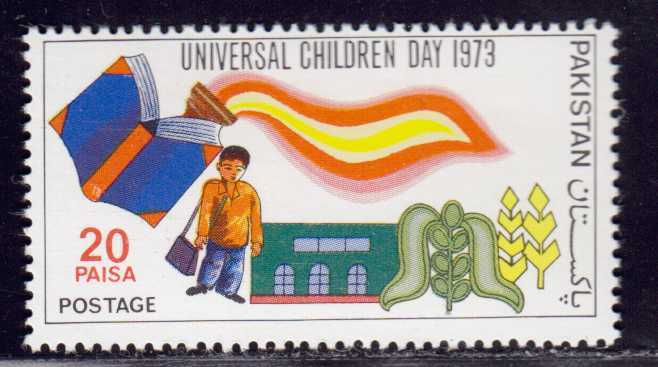 UNIVERSAL CHILDREN DAY 1973
PAKISTAN پاکستان
20
PAISA
POSTAGE